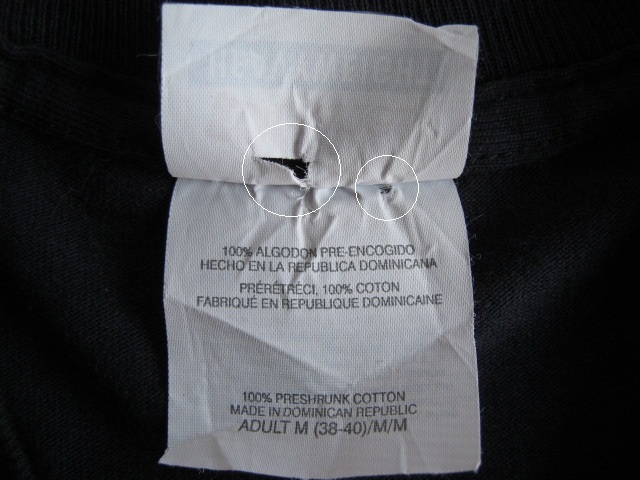 100% ALGODON PRE-ENCOGIDO
HECHO EN LA REPUBLICA DOMINICANA
PRÉRÉTRÉCI, 100% COTON
FABRIQUÉ EN REPUBLIQUE DOMINICAINE
100% PRESHRUNK COTTON
MADE IN DOMINICAN REPUBLIC
ADULT M (38-40)/M/M